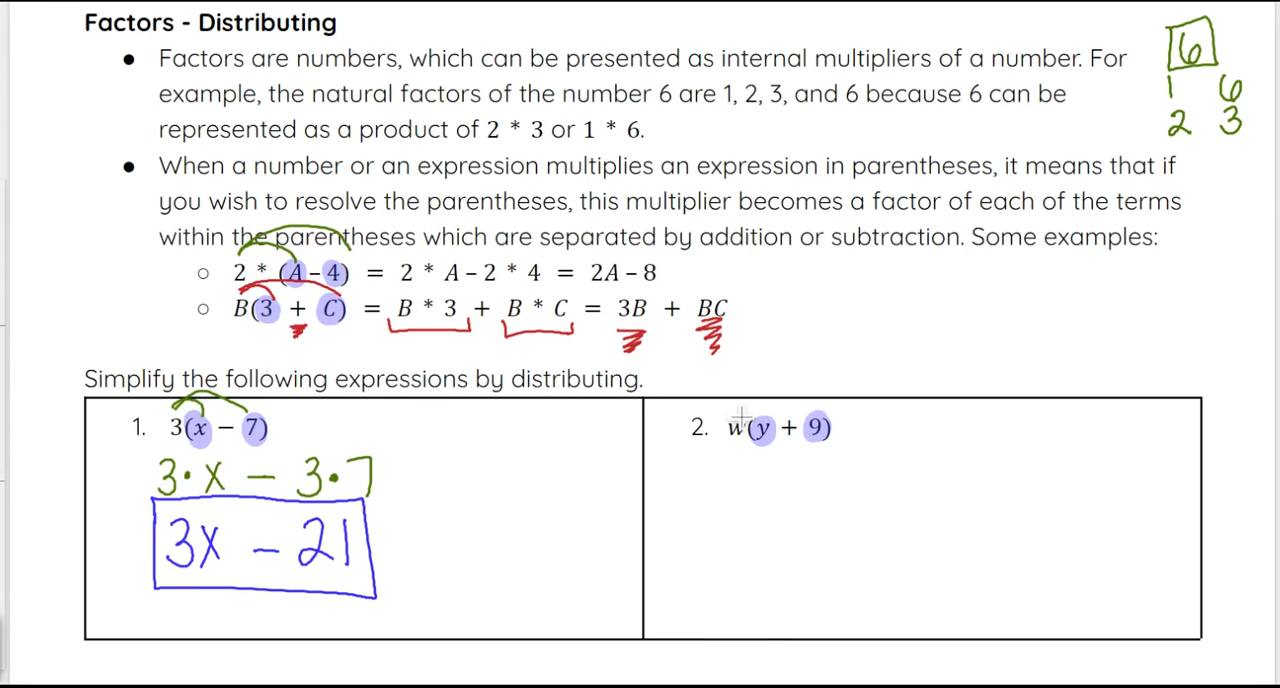 Factors - Distributing
● Factors are numbers, which can be presented as internal multipliers of a number. For
example, the natural factors of the number 6 are 1, 2, 3, and 6 because 6 can be
represented as a product of 2 * 3 or 1 * 6.
6
1 6
2 3
● When a number or an expression multiplies an expression in parentheses, it means that if
you wish to resolve the parentheses, this multiplier becomes a factor of each of the terms
within the parentheses which are separated by addition or subtraction. Some examples:
○ 2 * (A – 4) = 2 * A – 2 * 4 = 2A – 8
○ B(3 + C) = B * 3 + B * C = 3B + BC
Simplify the following expressions by distributing.
1. 3(x – 7)
3·x – 3·7
3x – 21
2. w(y + 9)